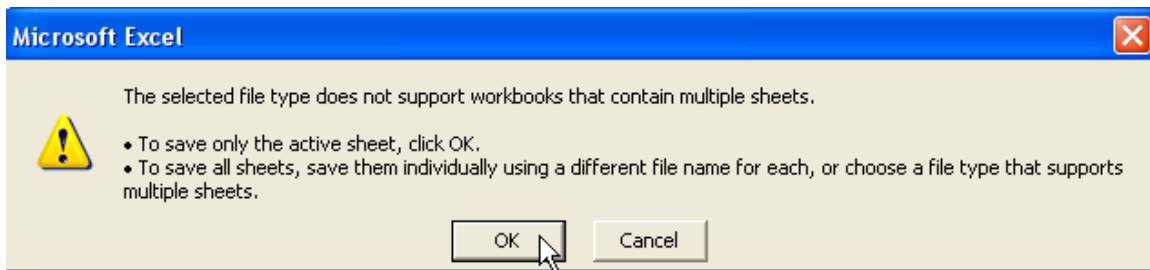 Microsoft Excel
The selected file type does not support workbooks that contain multiple sheets.
• To save only the active sheet, click OK.
• To save all sheets, save them individually using a different file name for each, or choose a file type that supports
multiple sheets.
OK Cancel